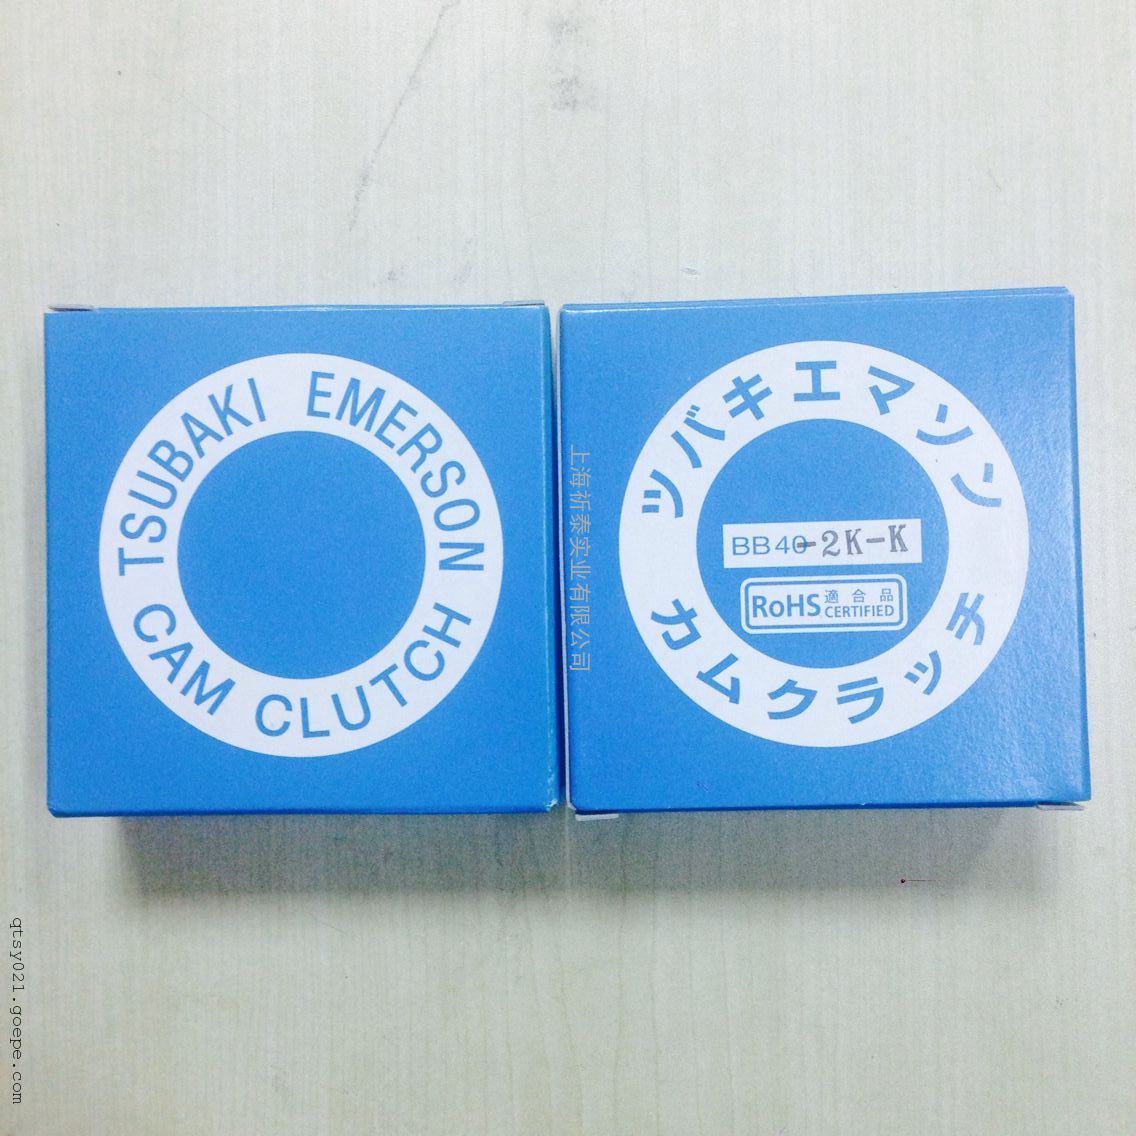 TSUBAKI EMERSON
CAM CLUTCH
ツバキエマソン
BB40-2K-K
RoHS 適合品
CERTIFIED
カムクラッチ
上海祈泰实业有限公司
qtsy021.goepe.com